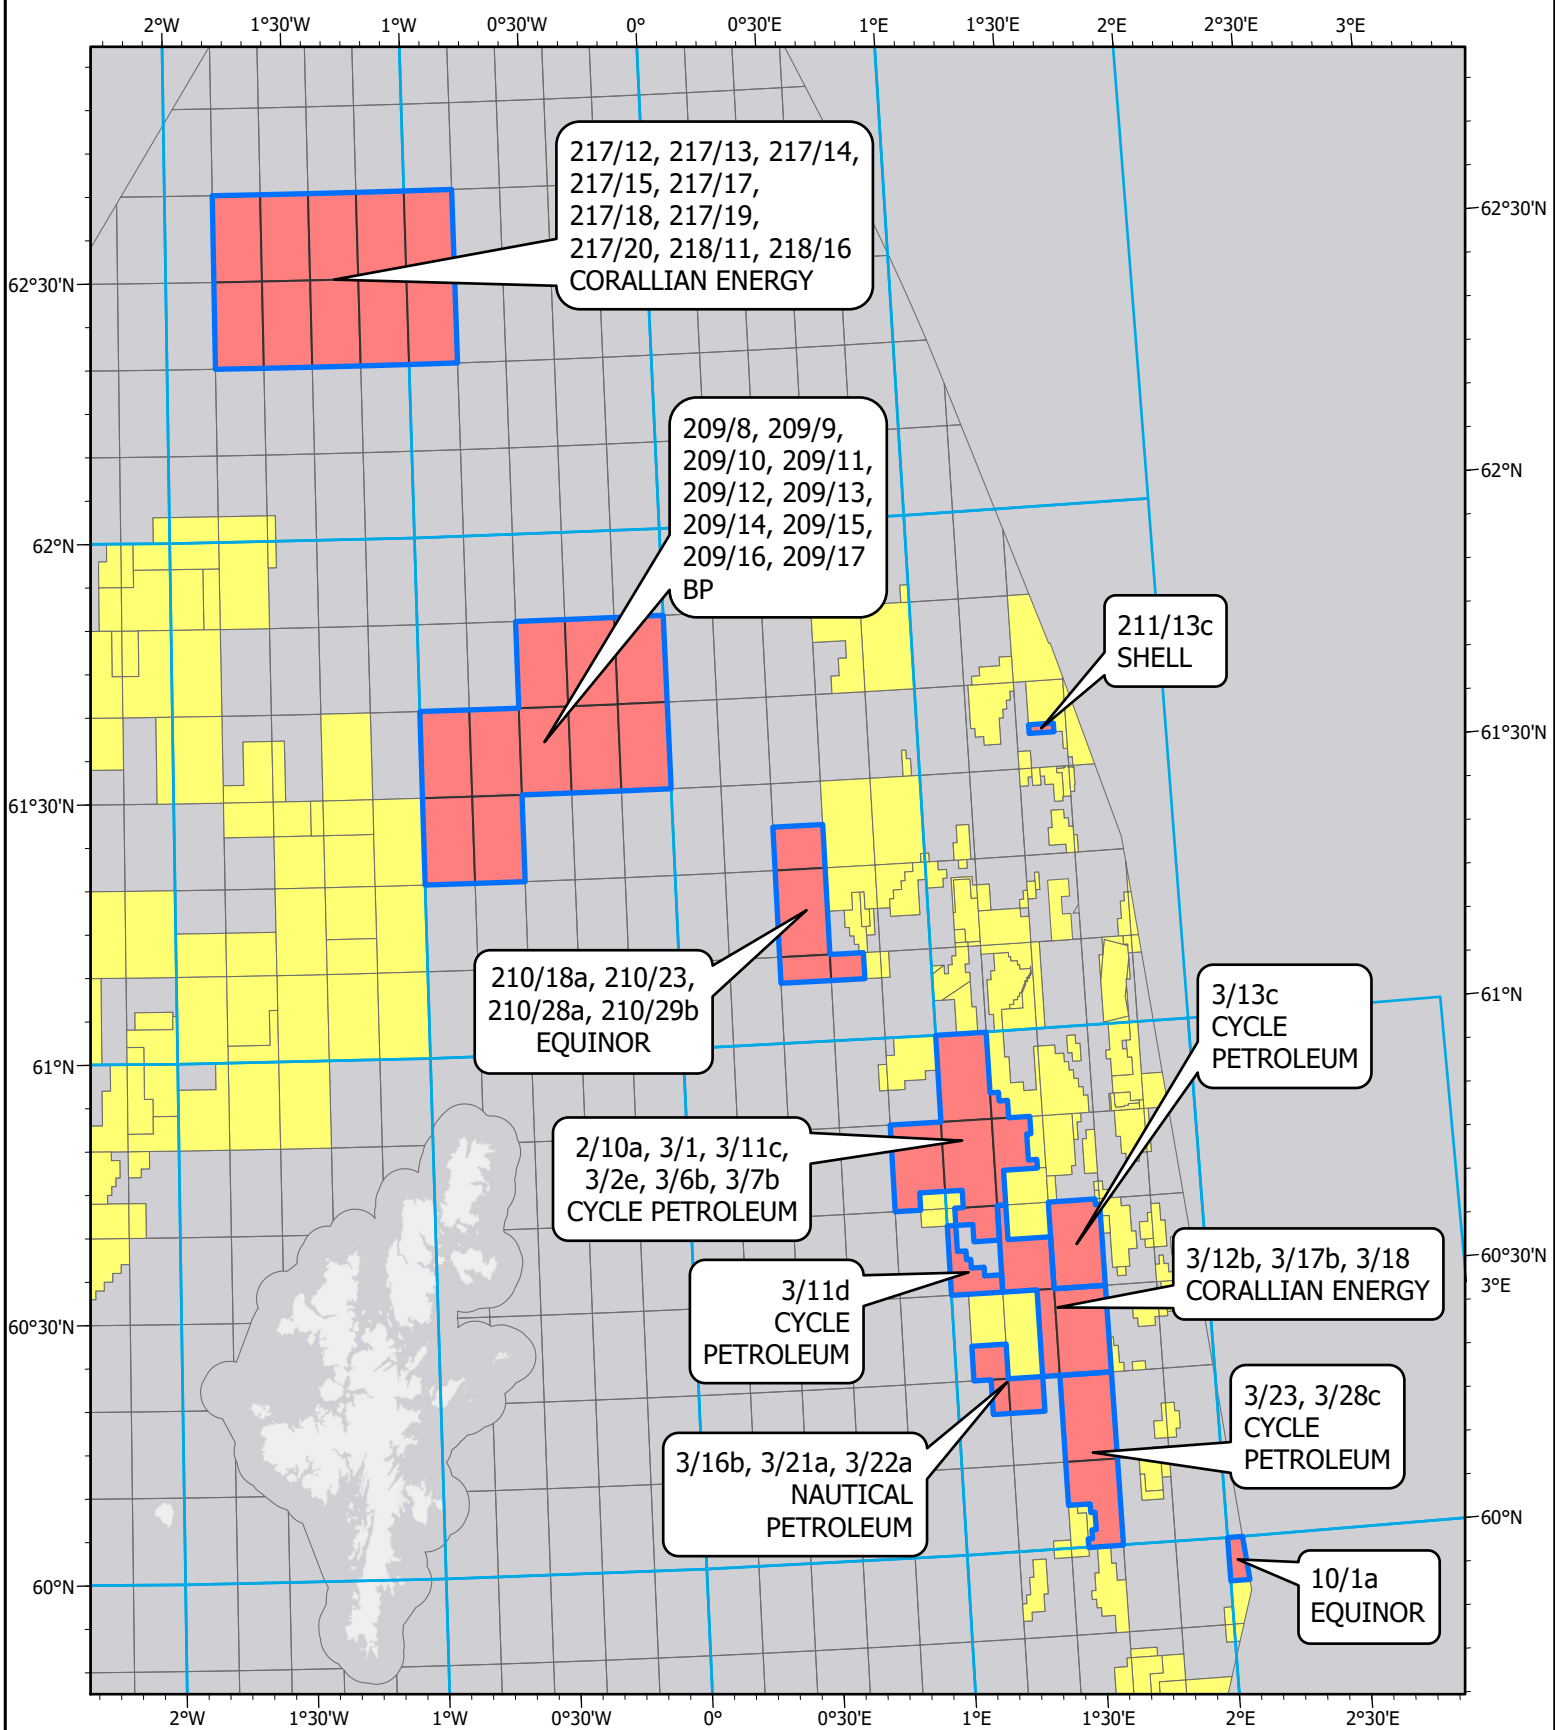 2°W
1°30'W
1°W
0°30'W
0°
0°30'E
1°E
1°30'E
2°E
2°30'E
3°E
217/12, 217/13, 217/14,
217/15, 217/17,
217/18, 217/19,
217/20, 218/11, 218/16
CORALLIAN ENERGY
62°30'N
62°30'N
209/8, 209/9,
209/10, 209/11,
209/12, 209/13,
209/14, 209/15,
209/16, 209/17
BP
62°N
62°N
211/13c
SHELL
61°30'N
61°30'N
210/18a, 210/23,
210/28a, 210/29b
EQUINOR
3/13c
CYCLE
PETROLEUM
61°N
61°N
2/10a, 3/1, 3/11c,
3/2e, 3/6b, 3/7b
CYCLE PETROLEUM
3/12b, 3/17b, 3/18
CORALLIAN ENERGY
60°30'N
3°E
3/11d
CYCLE
PETROLEUM
60°30'N
3/23, 3/28c
CYCLE
PETROLEUM
3/16b, 3/21a, 3/22a
NAUTICAL
PETROLEUM
60°N
60°N
10/1a
EQUINOR
2°W
1°30'W
1°W
0°30'W
0°
0°30'E
1°E
1°30'E
2°E
2°30'E